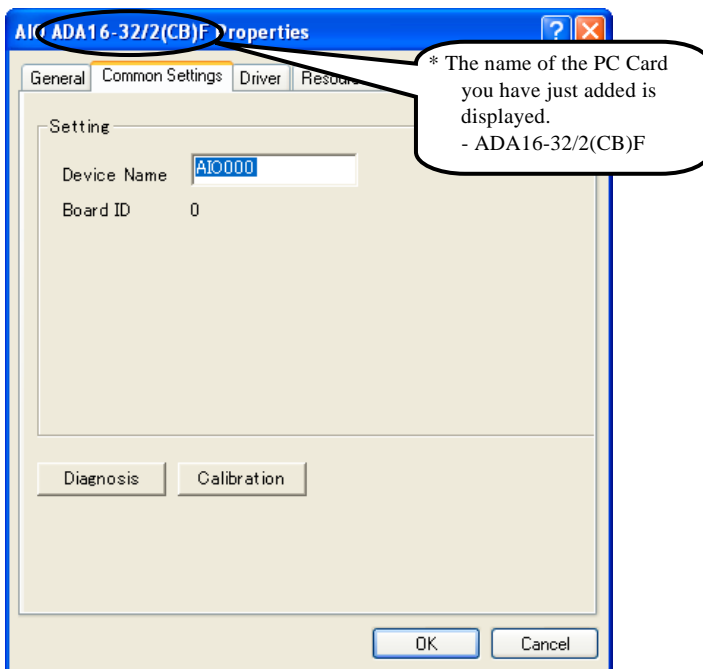 AIO ADA16-32/2(CB)F Properties
* The name of the PC Card
you have just added is
displayed.
- ADA16-32/2(CB)F
General Common Settings Driver
Setting
Device Name AIO000
Board ID 0
Diagnosis Calibration
OK Cancel